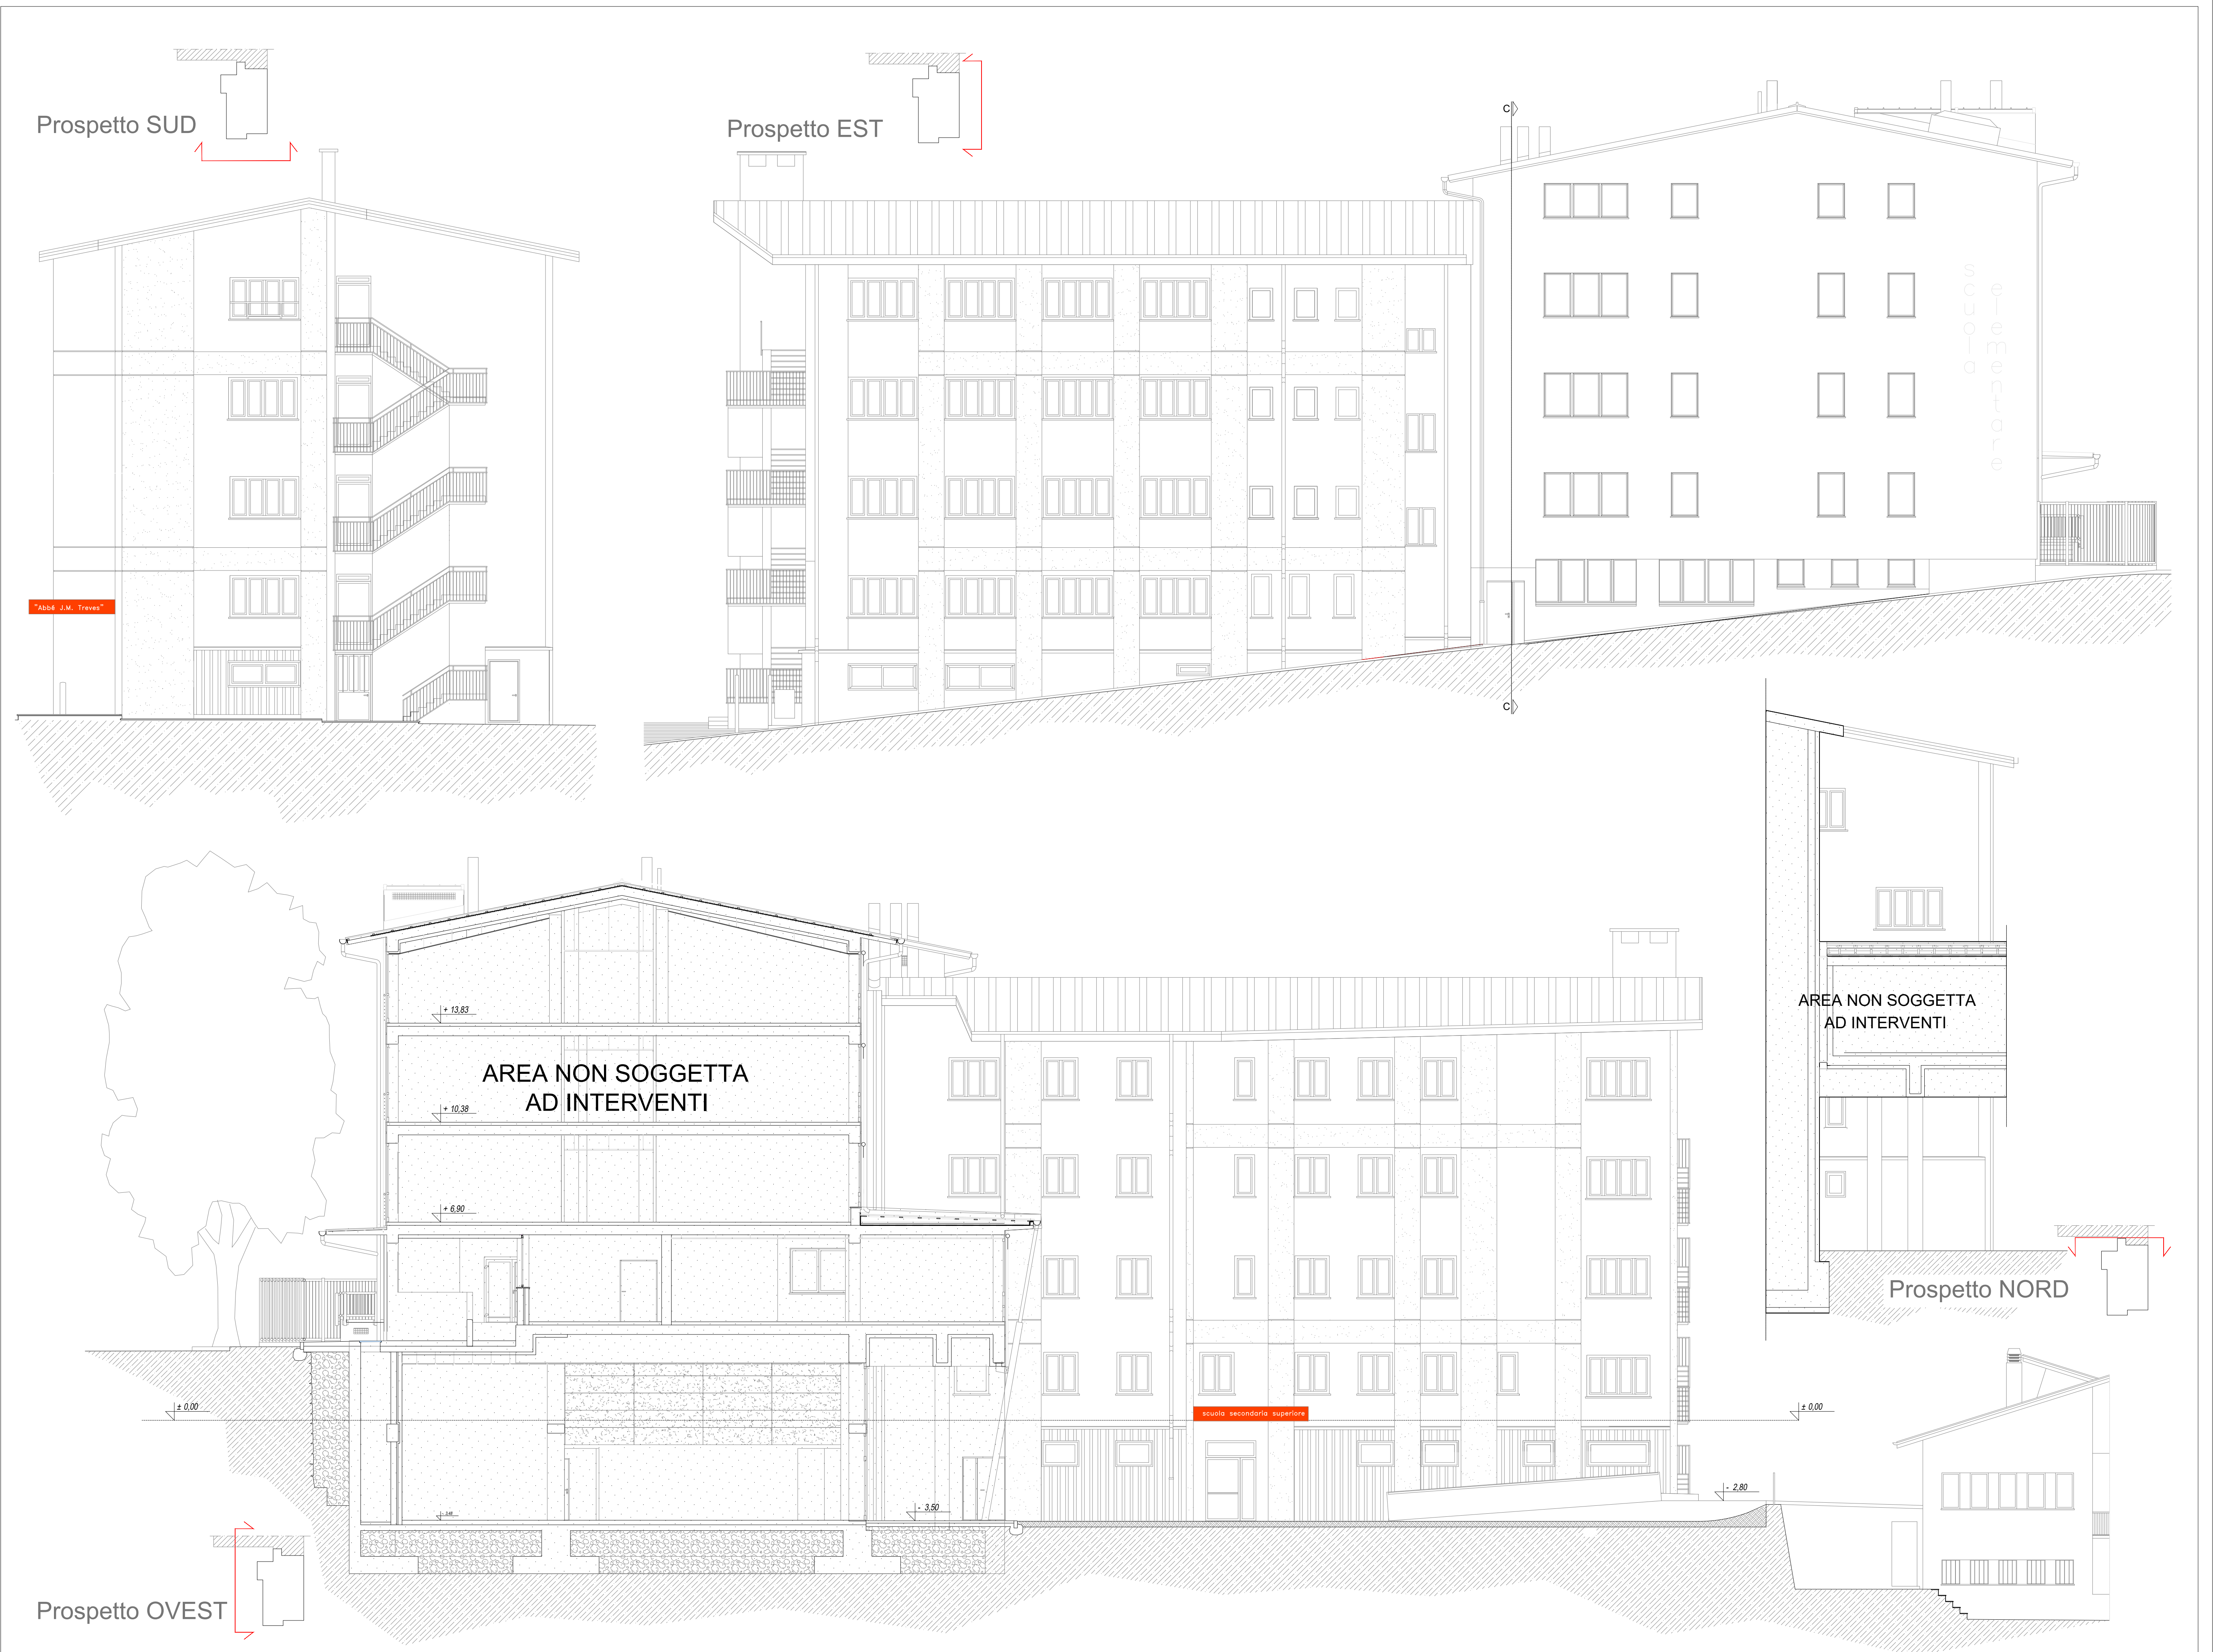 Prospetto SUD
Prospetto EST
C
scuola
elementare
"Abbé J.M. Treves"
C
+ 13,83
AREA NON SOGGETTA
AD INTERVENTI
+ 10,38
+ 6,90
AREA NON SOGGETTA
AD INTERVENTI
Prospetto NORD
± 0,00
scuola secondaria superiore
± 0,00
- 2,80
- 3,50
Prospetto OVEST